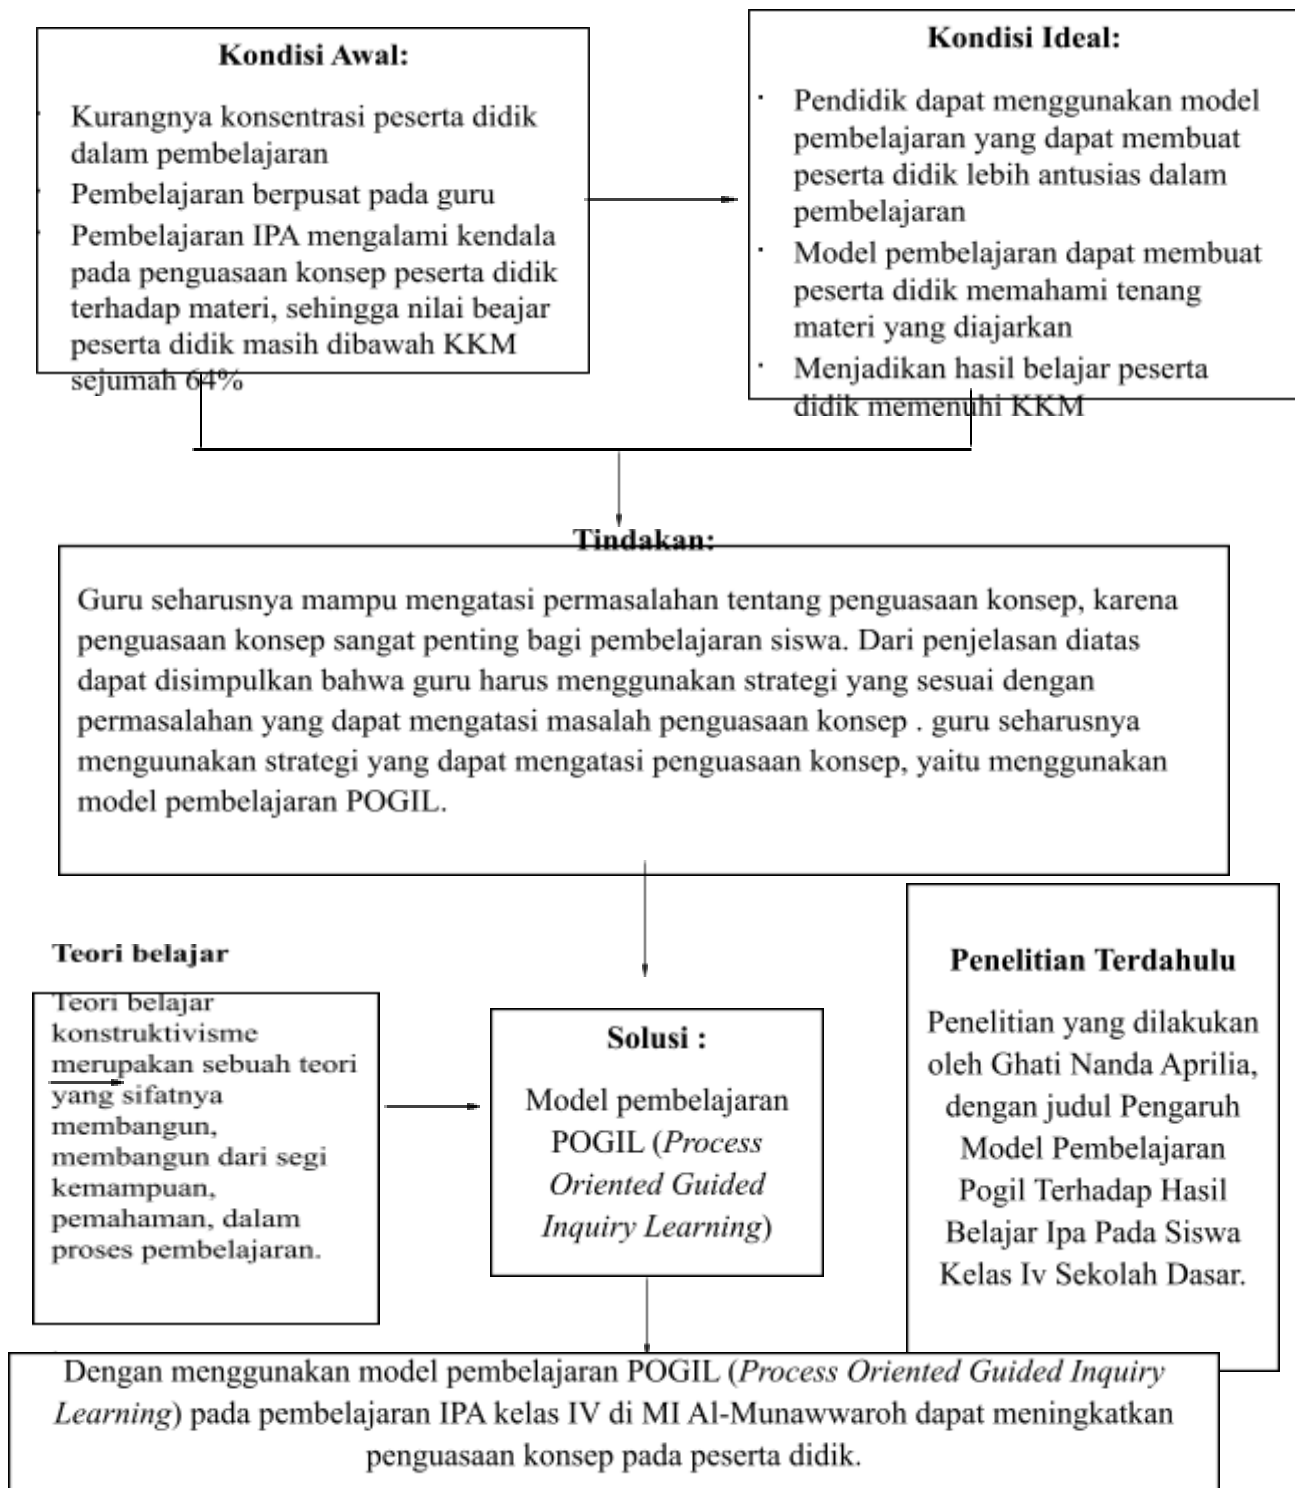 Kondisi Awal:
· Kurangnya konsentrasi peserta didik
dalam pembelajaran
Pembelajaran berpusat pada guru
· Pembelajaran IPA mengalami kendala
pada penguasaan konsep peserta didik
terhadap materi, sehingga nilai beajar
peserta didik masih dibawah KKM
sejumah 64%
Kondisi Ideal:
· Pendidik dapat menggunakan model
pembelajaran yang dapat membuat
peserta didik lebih antusias dalam
pembelajaran
· Model pembelajaran dapat membuat
peserta didik memahami tenang
materi yang diajarkan
· Menjadikan hasil belajar peserta
didik memenuhi KKM
Tindakan:
Guru seharusnya mampu mengatasi permasalahan tentang penguasaan konsep, karena
penguasaan konsep sangat penting bagi pembelajaran siswa. Dari penjelasan diatas
dapat disimpulkan bahwa guru harus menggunakan strategi yang sesuai dengan
permasalahan yang dapat mengatasi masalah penguasaan konsep . guru seharusnya
menguunakan strategi yang dapat mengatasi penguasaan konsep, yaitu menggunakan
model pembelajaran POGIL.
Teori belajar
Teori belajar
konstruktivisme
merupakan sebuah teori
yang sifatnya
membangun,
membangun dari segi
kemampuan,
pemahaman, dalam
proses pembelajaran.
Solusi :
Model pembelajaran
POGIL (Process
Oriented Guided
Inquiry Learning)
Penelitian Terdahulu
Penelitian yang dilakukan
oleh Ghati Nanda Aprilia,
dengan judul Pengaruh
Model Pembelajaran
Pogil Terhadap Hasil
Belajar Ipa Pada Siswa
Kelas Iv Sekolah Dasar.
Dengan menggunakan model pembelajaran POGIL (Process Oriented Guided Inquiry
Learning) pada pembelajaran IPA kelas IV di MI Al-Munawwaroh dapat meningkatkan
penguasaan konsep pada peserta didik.